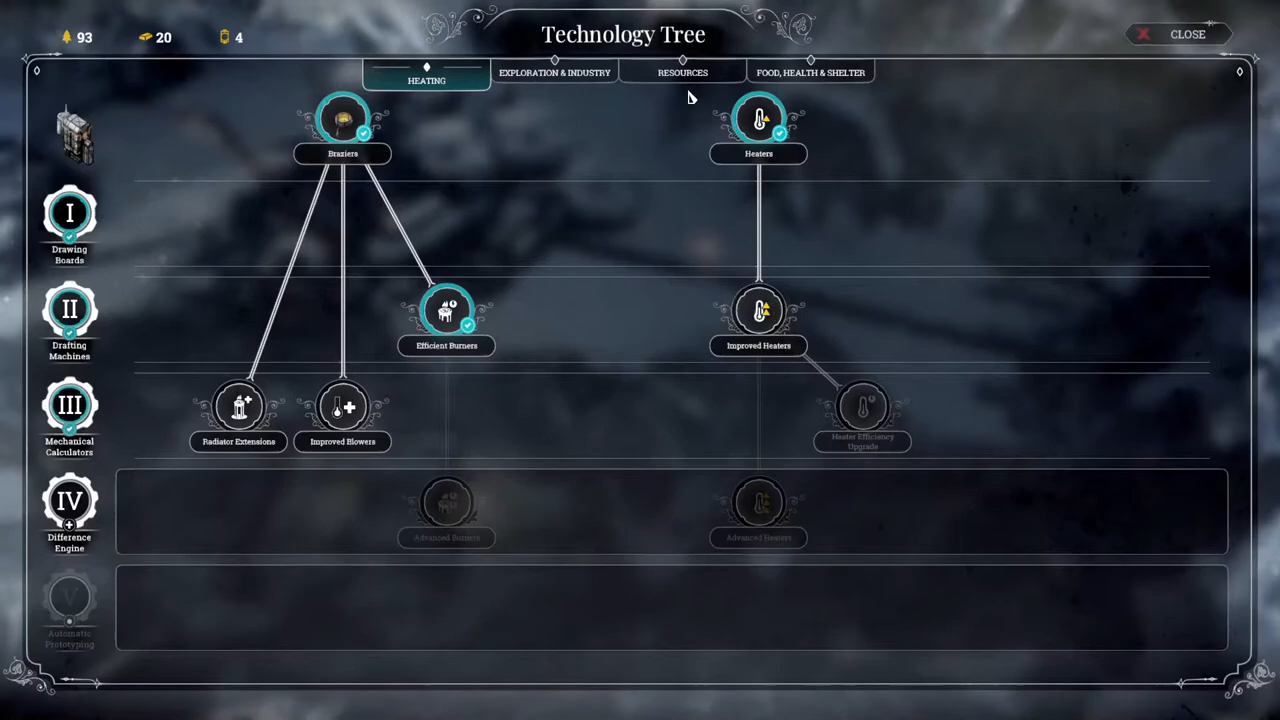 93
20
4
Technology Tree
CLOSE
HEATING
EXPLORATION & INDUSTRY
RESOURCES
FOOD, HEALTH & SHELTER
Braziers
Heaters
I
Drawing
Boards
II
Drafting
Machines
Efficient Burners
Improved Heaters
III
Mechanical
Calculators
Radiator Extensions
Improved Blowers
Heater Efficiency
Upgrade
IV
Difference
Engine
Advanced Burners
Advanced Heaters
V
Automatic
Prototyping